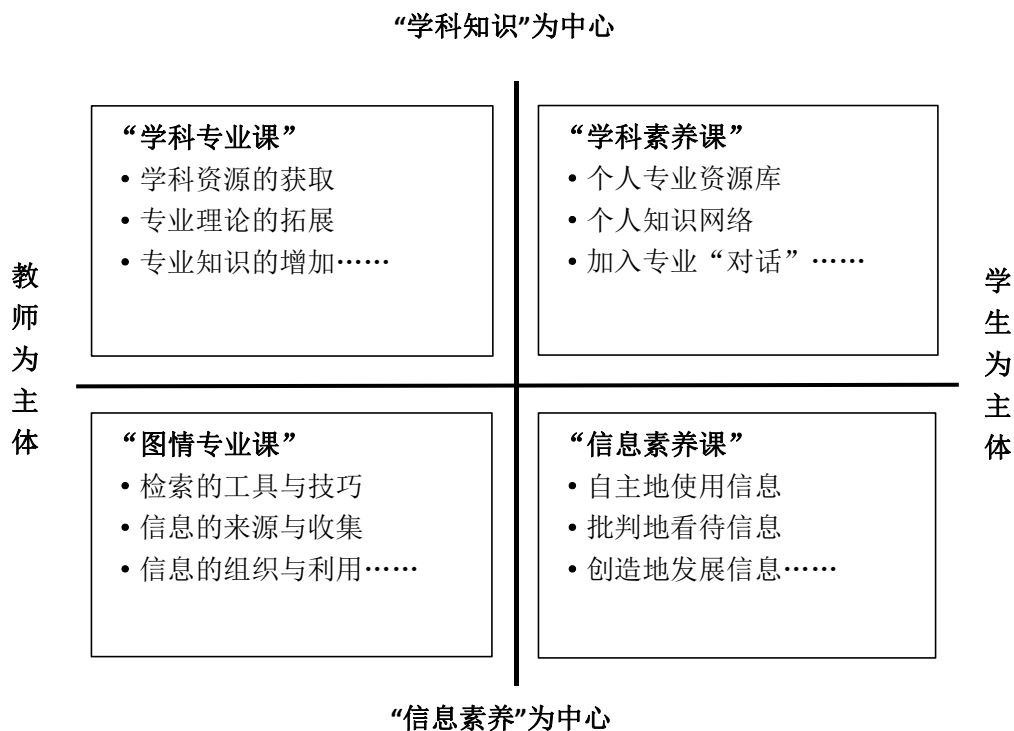 “学科知识”为中心
“学科专业课”
• 学科资源的获取
• 专业理论的拓展
• 专业知识的增加……
“学科素养课”
• 个人专业资源库
• 个人知识网络
• 加入专业“对话”……
教师为主体
学生为主体
“图情专业课”
• 检索的工具与技巧
• 信息的来源与收集
• 信息的组织与利用……
“信息素养课”
• 自主地使用信息
• 批判地看待信息
• 创造地发展信息……
“信息素养”为中心